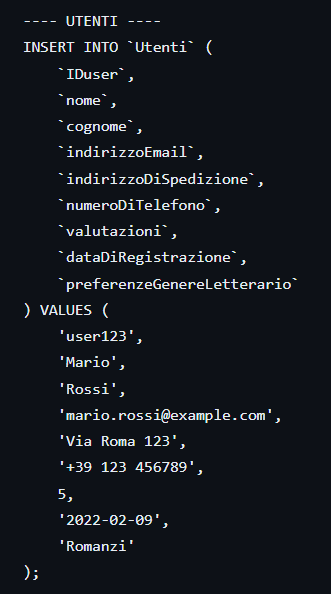 ---- UTENTI ----
INSERT INTO `Utenti` (
    `IDuser`,
    `nome`,
    `cognome`,
    `indirizzoEmail`,
    `indirizzoDiSpedizione`,
    `numeroDiTelefono`,
    `valutazioni`,
    `dataDiRegistrazione`,
    `preferenzeGenereLetterario`
) VALUES (
    'user123',
    'Mario',
    'Rossi',
    'mario.rossi@example.com',
    'Via Roma 123',
    '+39 123 456789',
    5,
    '2022-02-09',
    'Romanzi'
);